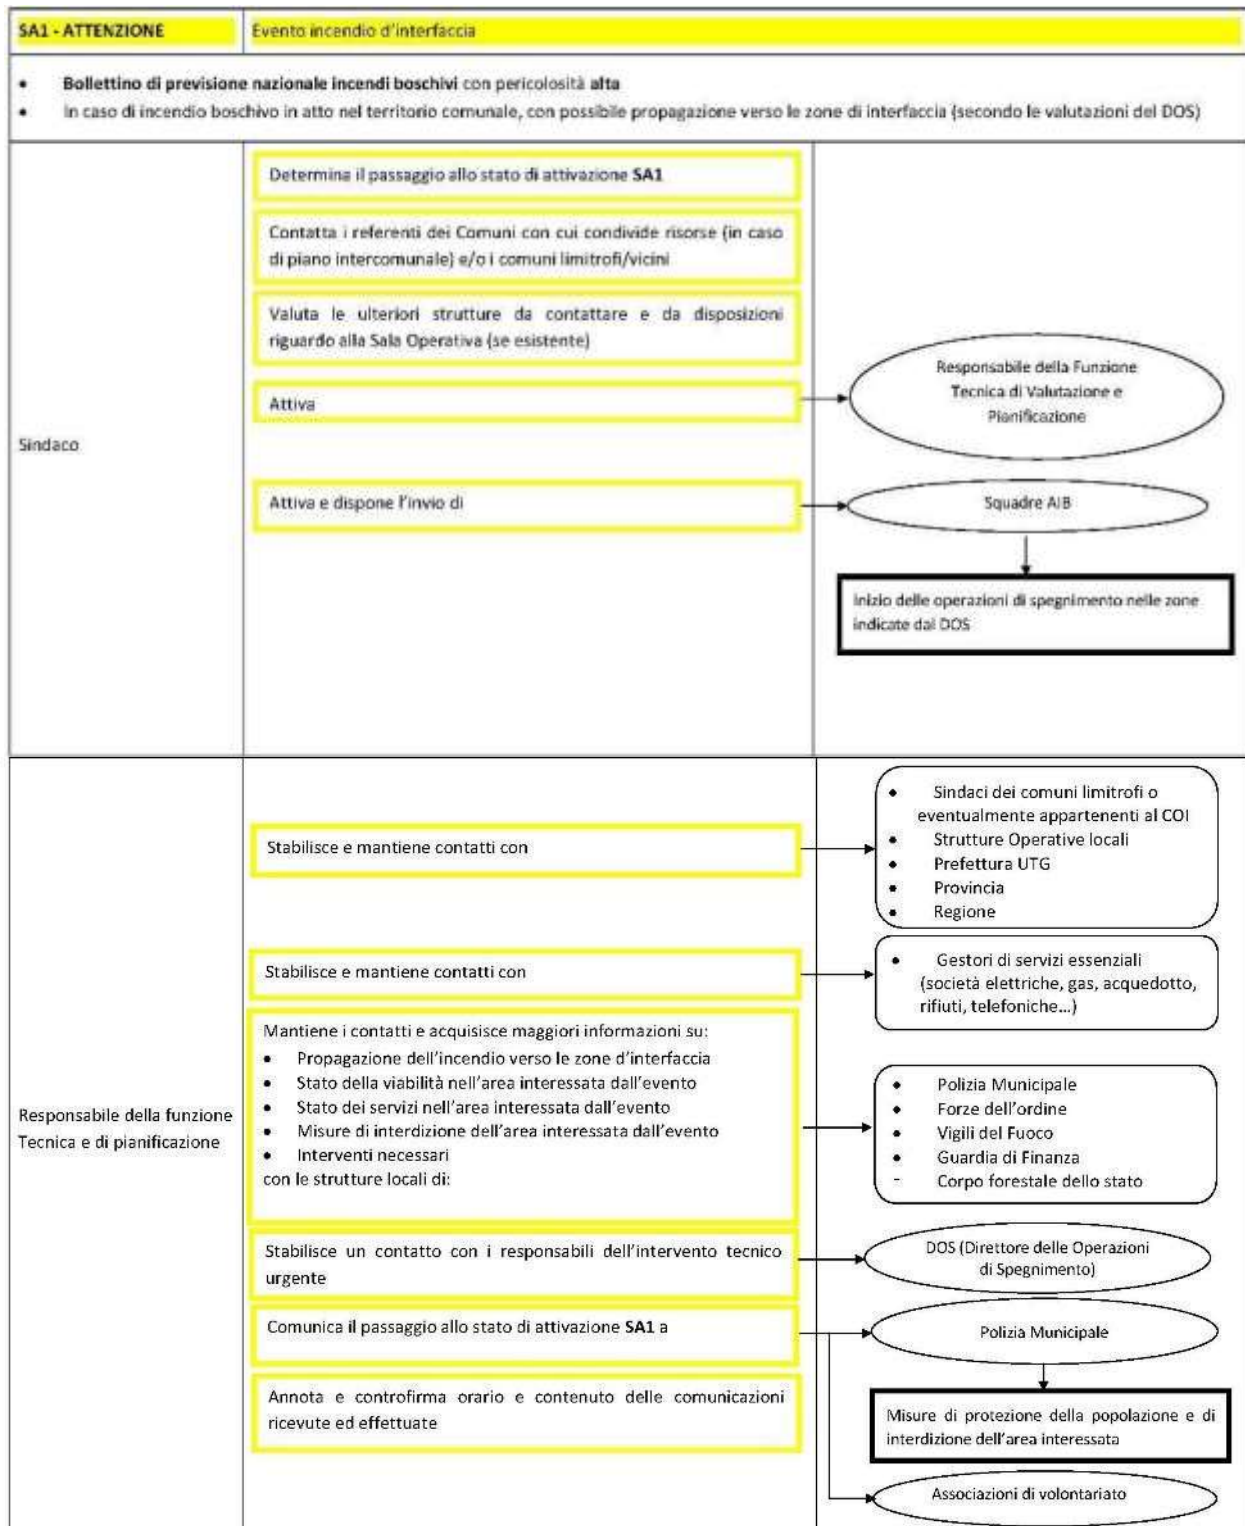 SA1 - ATTENZIONE
Evento incendio d'interfaccia
• Bollettino di previsione nazionale incendi boschivi con pericolosità alta
• In caso di incendio boschivo in atto nel territorio comunale, con possibile propagazione verso le zone di interfaccia (secondo le valutazioni del DOS)
Sindaco
Determina il passaggio allo stato di attivazione SA1
Contatta i referenti dei Comuni con cui condivide risorse (in caso
di piano intercomunale) e/o i comuni limitrofi/vicini
Valuta le ulteriori strutture da contattare e da disposizioni
riguardo alla Sala Operativa (se esistente)
Attiva
Responsabile della Funzione
Tecnica di Valutazione e
Pianificazione
Attiva e dispone l'invio di
Squadre AIB
Inizio delle operazioni di spegnimento nelle zone
indicate dal DOS
Responsabile della funzione
Tecnica e di pianificazione
Stabilisce e mantiene contatti con
• Sindaci dei comuni limitrofi o
eventualmente appartenenti al COI
• Strutture Operative locali
• Prefettura UTG
• Provincia
• Regione
Stabilisce e mantiene contatti con
• Gestori di servizi essenziali
(società elettriche, gas, acquedotto,
rifiuti, telefoniche…)
Mantiene i contatti e acquisisce maggiori informazioni su:
• Propagazione dell'incendio verso le zone d'interfaccia
• Stato della viabilità nell'area interessata dall'evento
• Stato dei servizi nell'area interessata dall'evento
• Misure di interdizione dell'area interessata dall'evento
• Interventi necessari
con le strutture locali di:
• Polizia Municipale
• Forze dell'ordine
• Vigili del Fuoco
• Guardia di Finanza
- Corpo forestale dello stato
Stabilisce un contatto con i responsabili dell'intervento tecnico
urgente
DOS (Direttore delle Operazioni
di Spegnimento)
Comunica il passaggio allo stato di attivazione SA1 a
Polizia Municipale
Annota e controfirma orario e contenuto delle comunicazioni
ricevute ed effettuate
Misure di protezione della popolazione e di
interdizione dell'area interessata
Associazioni di volontariato